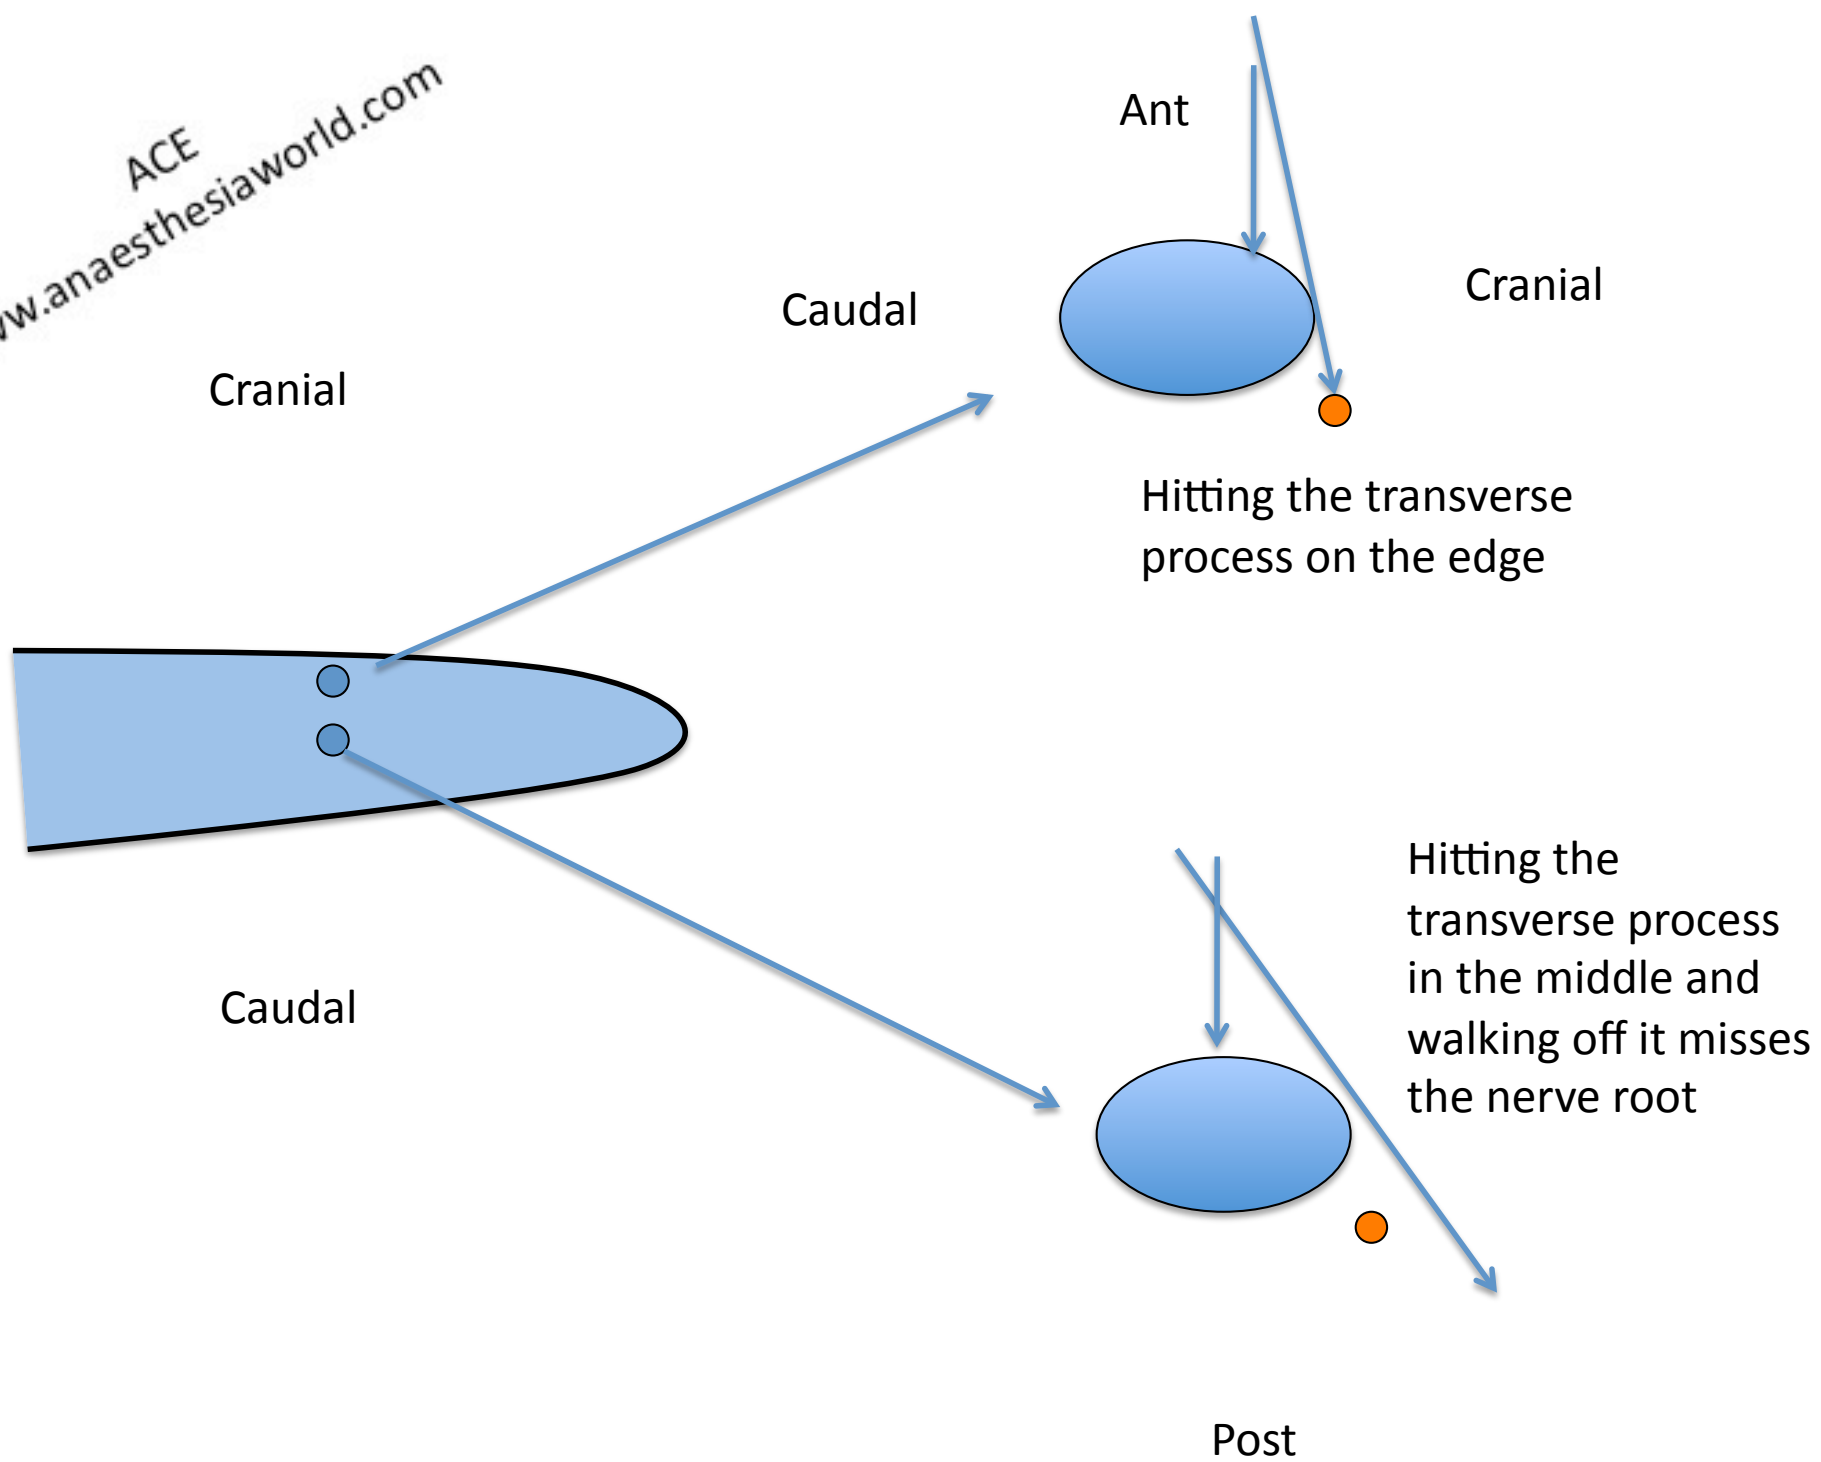 ACE
w.anaesthesiaworld.com
Ant
Caudal
Cranial
Cranial
Hitting the transverse
process on the edge
Caudal
Hitting the
transverse process
in the middle and
walking off it misses
the nerve root
Post